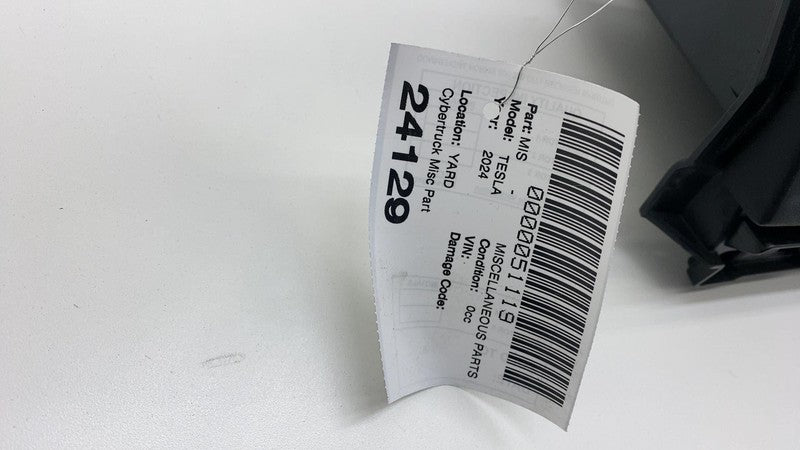 0000051119
Part: MIS - MISCELLANEOUS PARTS
Model: TESLA Condition: 0cc
Year: 2024 VIN:
Damage Code:
Location: YARD
Cybertruck Misc Part
24129